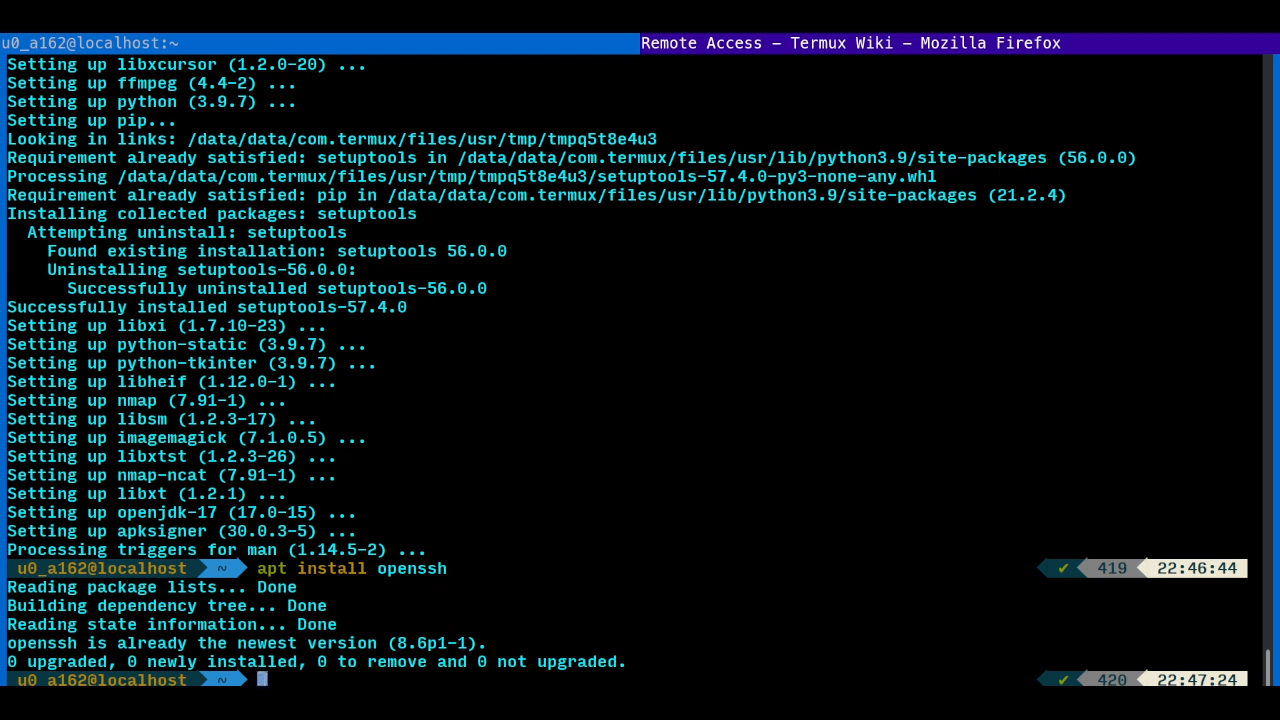 u0_a162@localhost:~ Remote Access – Termux Wiki – Mozilla Firefox
Setting up libxcursor (1.2.0-20) ...
Setting up ffmpeg (4.4-2) ...
Setting up python (3.9.7) ...
Setting up pip...
Looking in links: /data/data/com.termux/files/usr/tmp/tmpq5t8e4u3
Requirement already satisfied: setuptools in /data/data/com.termux/files/usr/lib/python3.9/site-packages (56.0.0)
Processing /data/data/com.termux/files/usr/tmp/tmpq5t8e4u3/setuptools-57.4.0-py3-none-any.whl
Requirement already satisfied: pip in /data/data/com.termux/files/usr/lib/python3.9/site-packages (21.2.4)
Installing collected packages: setuptools
  Attempting uninstall: setuptools
    Found existing installation: setuptools 56.0.0
    Uninstalling setuptools-56.0.0:
      Successfully uninstalled setuptools-56.0.0
Successfully installed setuptools-57.4.0
Setting up libxi (1.7.10-23) ...
Setting up python-static (3.9.7) ...
Setting up python-tkinter (3.9.7) ...
Setting up libheif (1.12.0-1) ...
Setting up nmap (7.91-1) ...
Setting up libsm (1.2.3-17) ...
Setting up imagemagick (7.1.0.5) ...
Setting up libxtst (1.2.3-26) ...
Setting up nmap-ncat (7.91-1) ...
Setting up libxt (1.2.1) ...
Setting up openjdk-17 (17.0-15) ...
Setting up apksigner (30.0.3-5) ...
Processing triggers for man (1.14.5-2) ...
u0_a162@localhost ~ apt install openssh ✔ 419 22:46:44
Reading package lists... Done
Building dependency tree... Done
Reading state information... Done
openssh is already the newest version (8.6p1-1).
0 upgraded, 0 newly installed, 0 to remove and 0 not upgraded.
u0_a162@localhost ~ ✔ 420 22:47:24